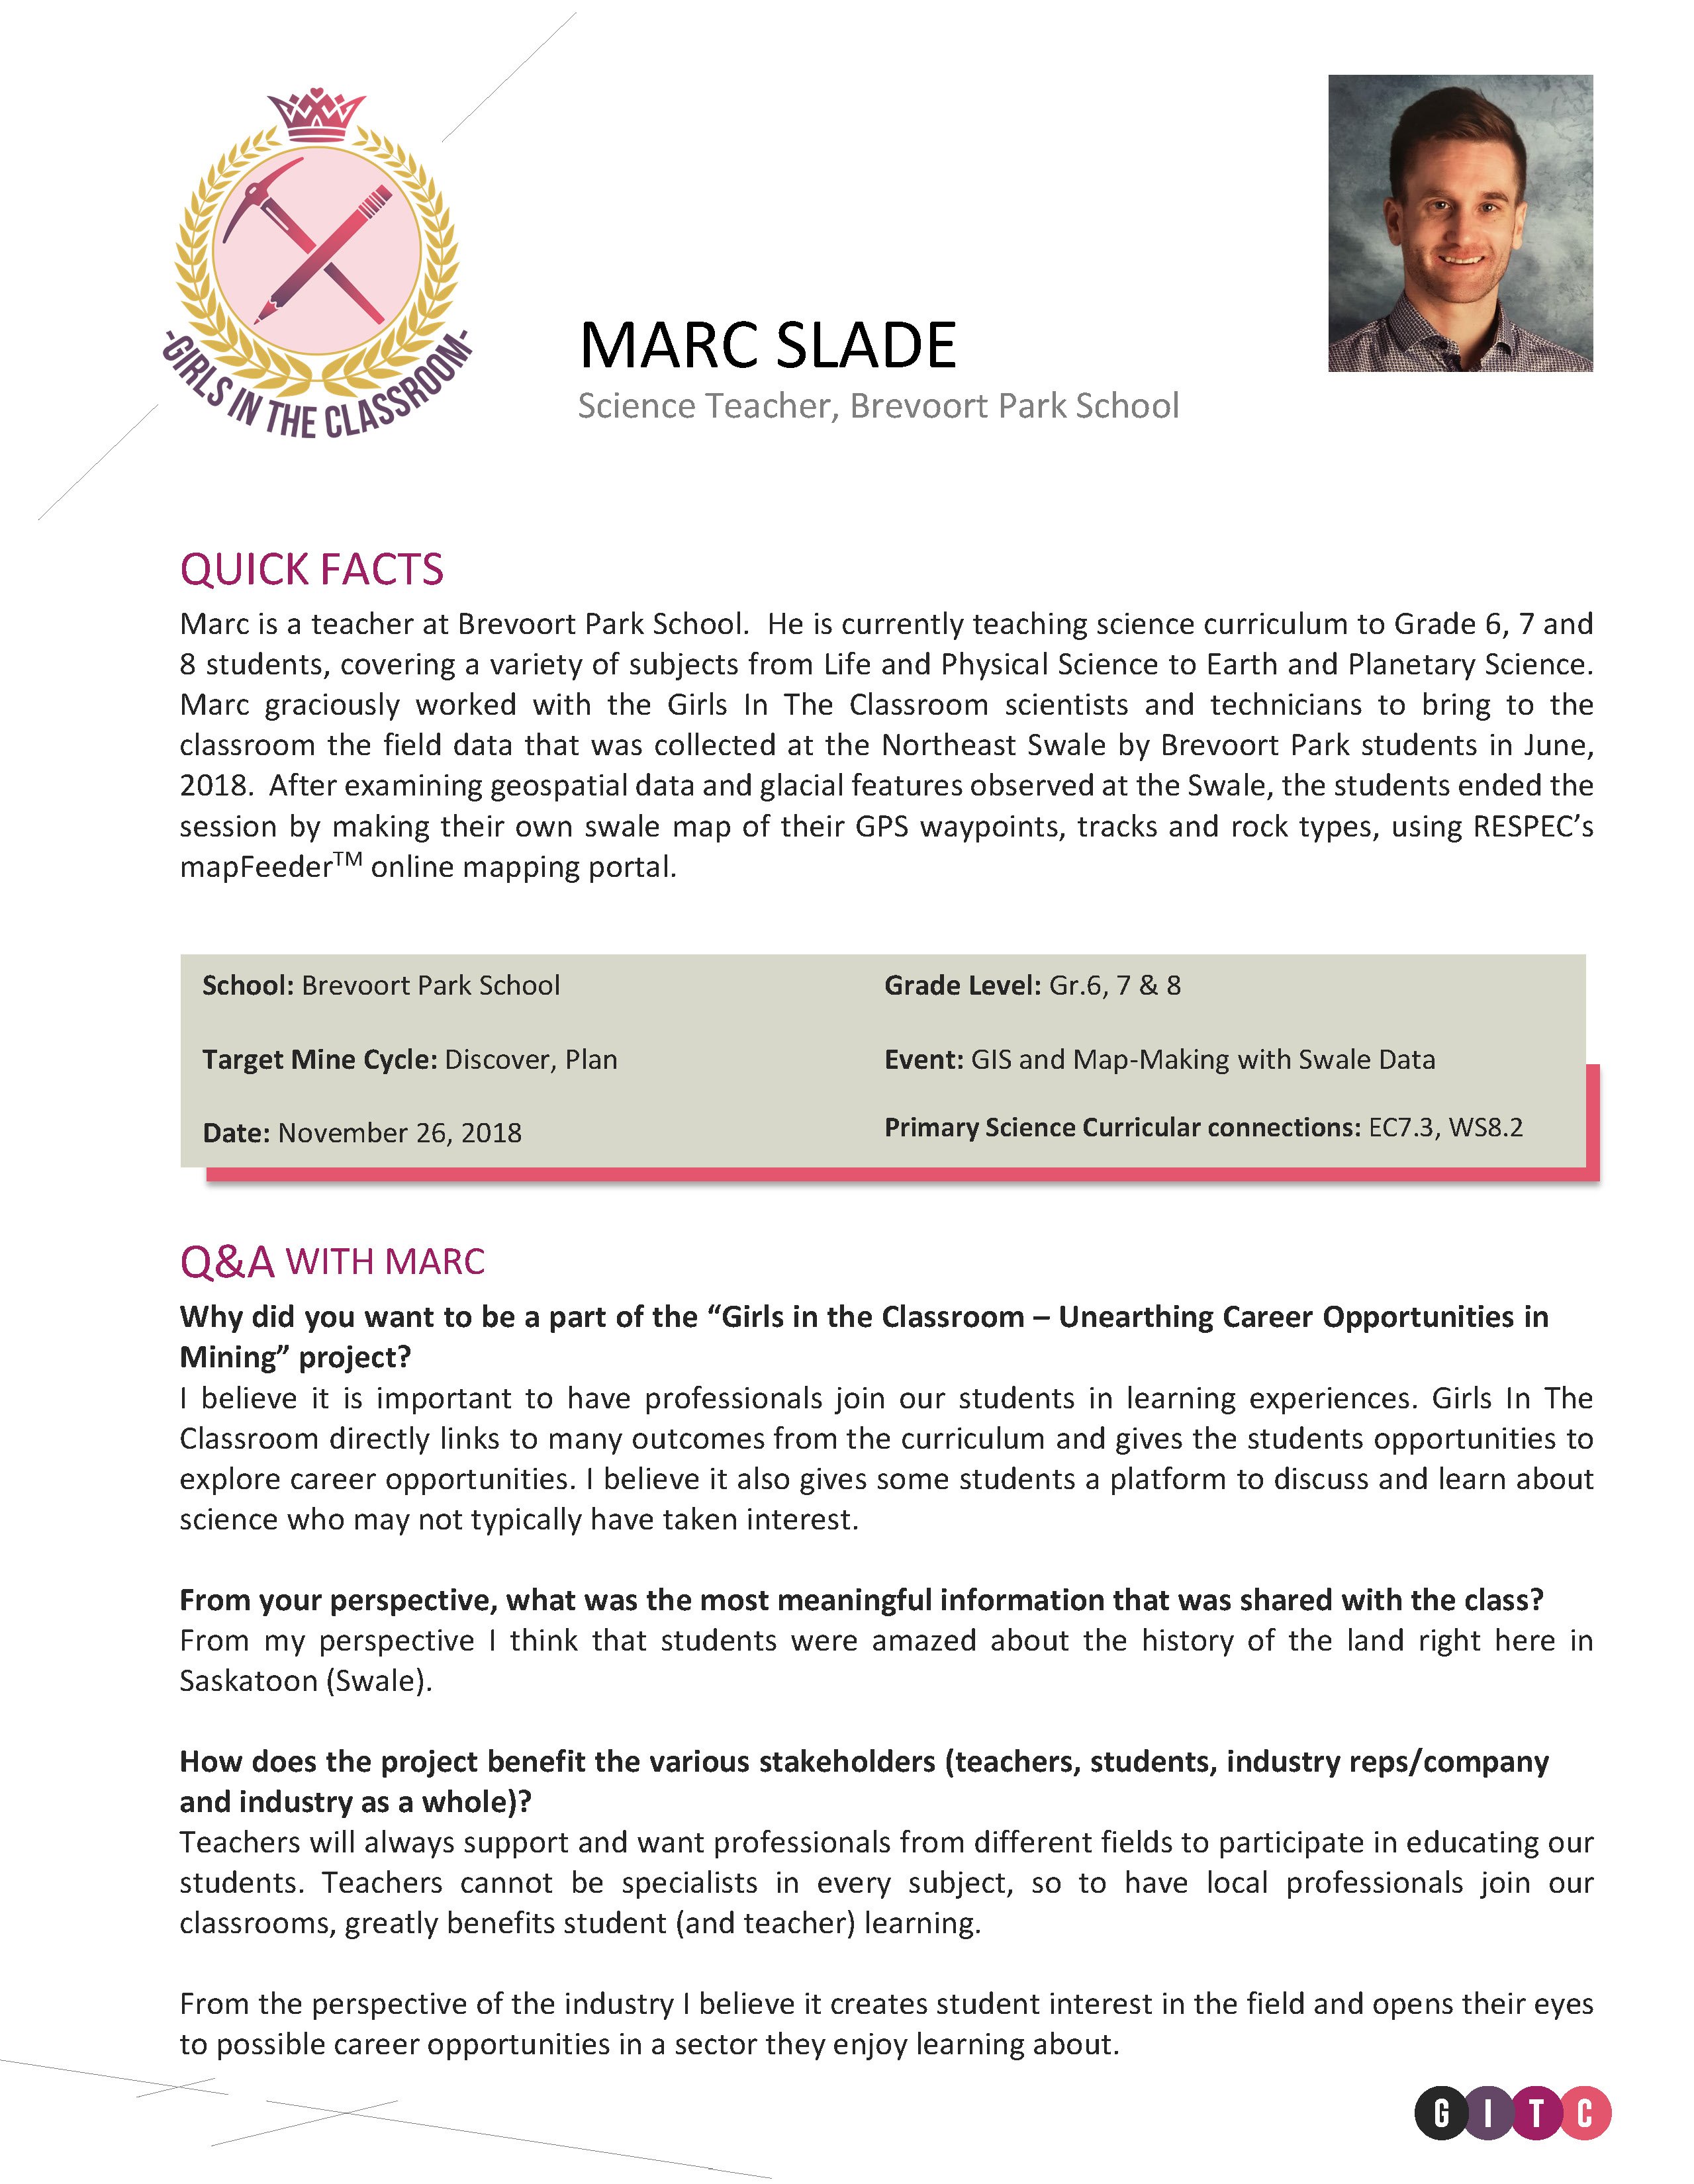 -GIRLS IN THE CLASSROOM-
MARC SLADE
Science Teacher, Brevoort Park School
QUICK FACTS
Marc is a teacher at Brevoort Park School.  He is currently teaching science curriculum to Grade 6, 7 and
8 students, covering a variety of subjects from Life and Physical Science to Earth and Planetary Science.
Marc graciously worked with the Girls In The Classroom scientists and technicians to bring to the
classroom the field data that was collected at the Northeast Swale by Brevoort Park students in June,
2018.  After examining geospatial data and glacial features observed at the Swale, the students ended the
session by making their own swale map of their GPS waypoints, tracks and rock types, using RESPEC’s
mapFeeder™ online mapping portal.
School: Brevoort Park School
Grade Level: Gr.6, 7 & 8
Target Mine Cycle: Discover, Plan
Event: GIS and Map-Making with Swale Data
Date: November 26, 2018
Primary Science Curricular connections: EC7.3, WS8.2
Q&A WITH MARC
Why did you want to be a part of the “Girls in the Classroom – Unearthing Career Opportunities in
Mining” project?
I believe it is important to have professionals join our students in learning experiences. Girls In The
Classroom directly links to many outcomes from the curriculum and gives the students opportunities to
explore career opportunities. I believe it also gives some students a platform to discuss and learn about
science who may not typically have taken interest.
From your perspective, what was the most meaningful information that was shared with the class?
From my perspective I think that students were amazed about the history of the land right here in
Saskatoon (Swale).
How does the project benefit the various stakeholders (teachers, students, industry reps/company
and industry as a whole)?
Teachers will always support and want professionals from different fields to participate in educating our
students. Teachers cannot be specialists in every subject, so to have local professionals join our
classrooms, greatly benefits student (and teacher) learning.
From the perspective of the industry I believe it creates student interest in the field and opens their eyes
to possible career opportunities in a sector they enjoy learning about.
G I T C